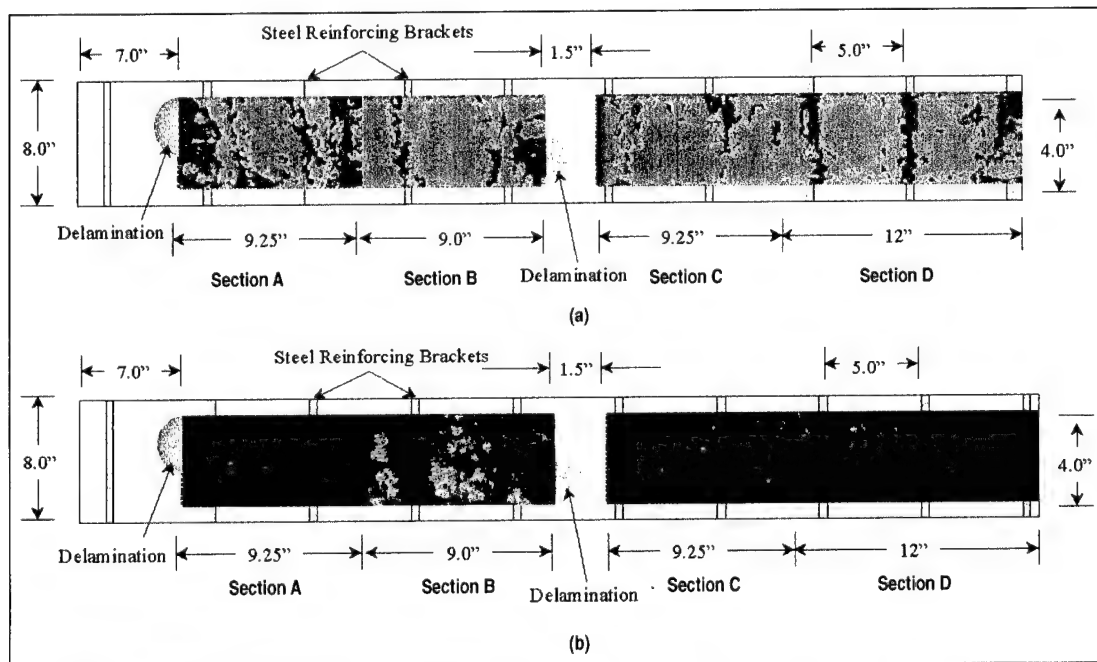 Steel Reinforcing Brackets
7.0”
1.5”
5.0”
8.0”
4.0”
Delamination
9.25”
9.0”
Delamination
9.25”
12”
Section A
Section B
Section C
Section D
(a)
Steel Reinforcing Brackets
7.0”
1.5”
5.0”
8.0”
4.0”
Delamination
9.25”
9.0”
9.25”
12”
Section A
Section B
Delamination
Section C
Section D
(b)